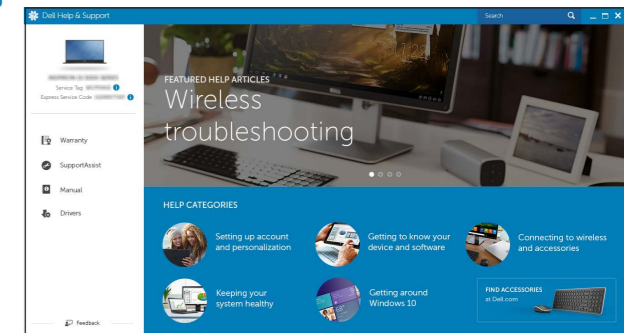 Dell Help & Support
Search
Service Tag:
Express Service Code:
Warranty
SupportAssist
Manual
Drivers
Feedback
FEATURED HELP ARTICLES
Wireless
troubleshooting
HELP CATEGORIES
Setting up account
and personalization
Getting to know your
device and software
Connecting to wireless
and accessories
Keeping your
system healthy
Getting around
Windows 10
FIND ACCESSORIES
at Dell.com